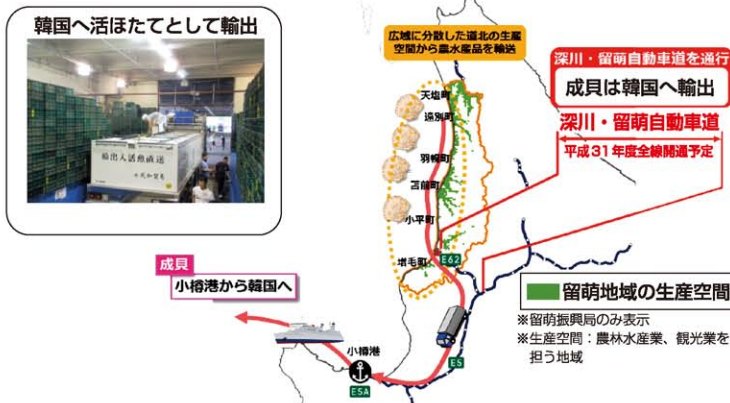 韓国へ活ほたてとして輸出
輸出入活魚直送
広域に分散した道北の生産
空間から農水産品を輸送
深川・留萌自動車道を通行
成貝は韓国へ輸出
深川・留萌自動車道
平成31年度全線開通予定
天塩町
遠別町
羽幌町
苫前町
小平町
増毛町
E62
成貝
小樽港から韓国へ
留萌地域の生産空間
※留萌振興局のみ表示
※生産空間：農林水産業、観光業を
担う地域
小樽港
E5
E5A